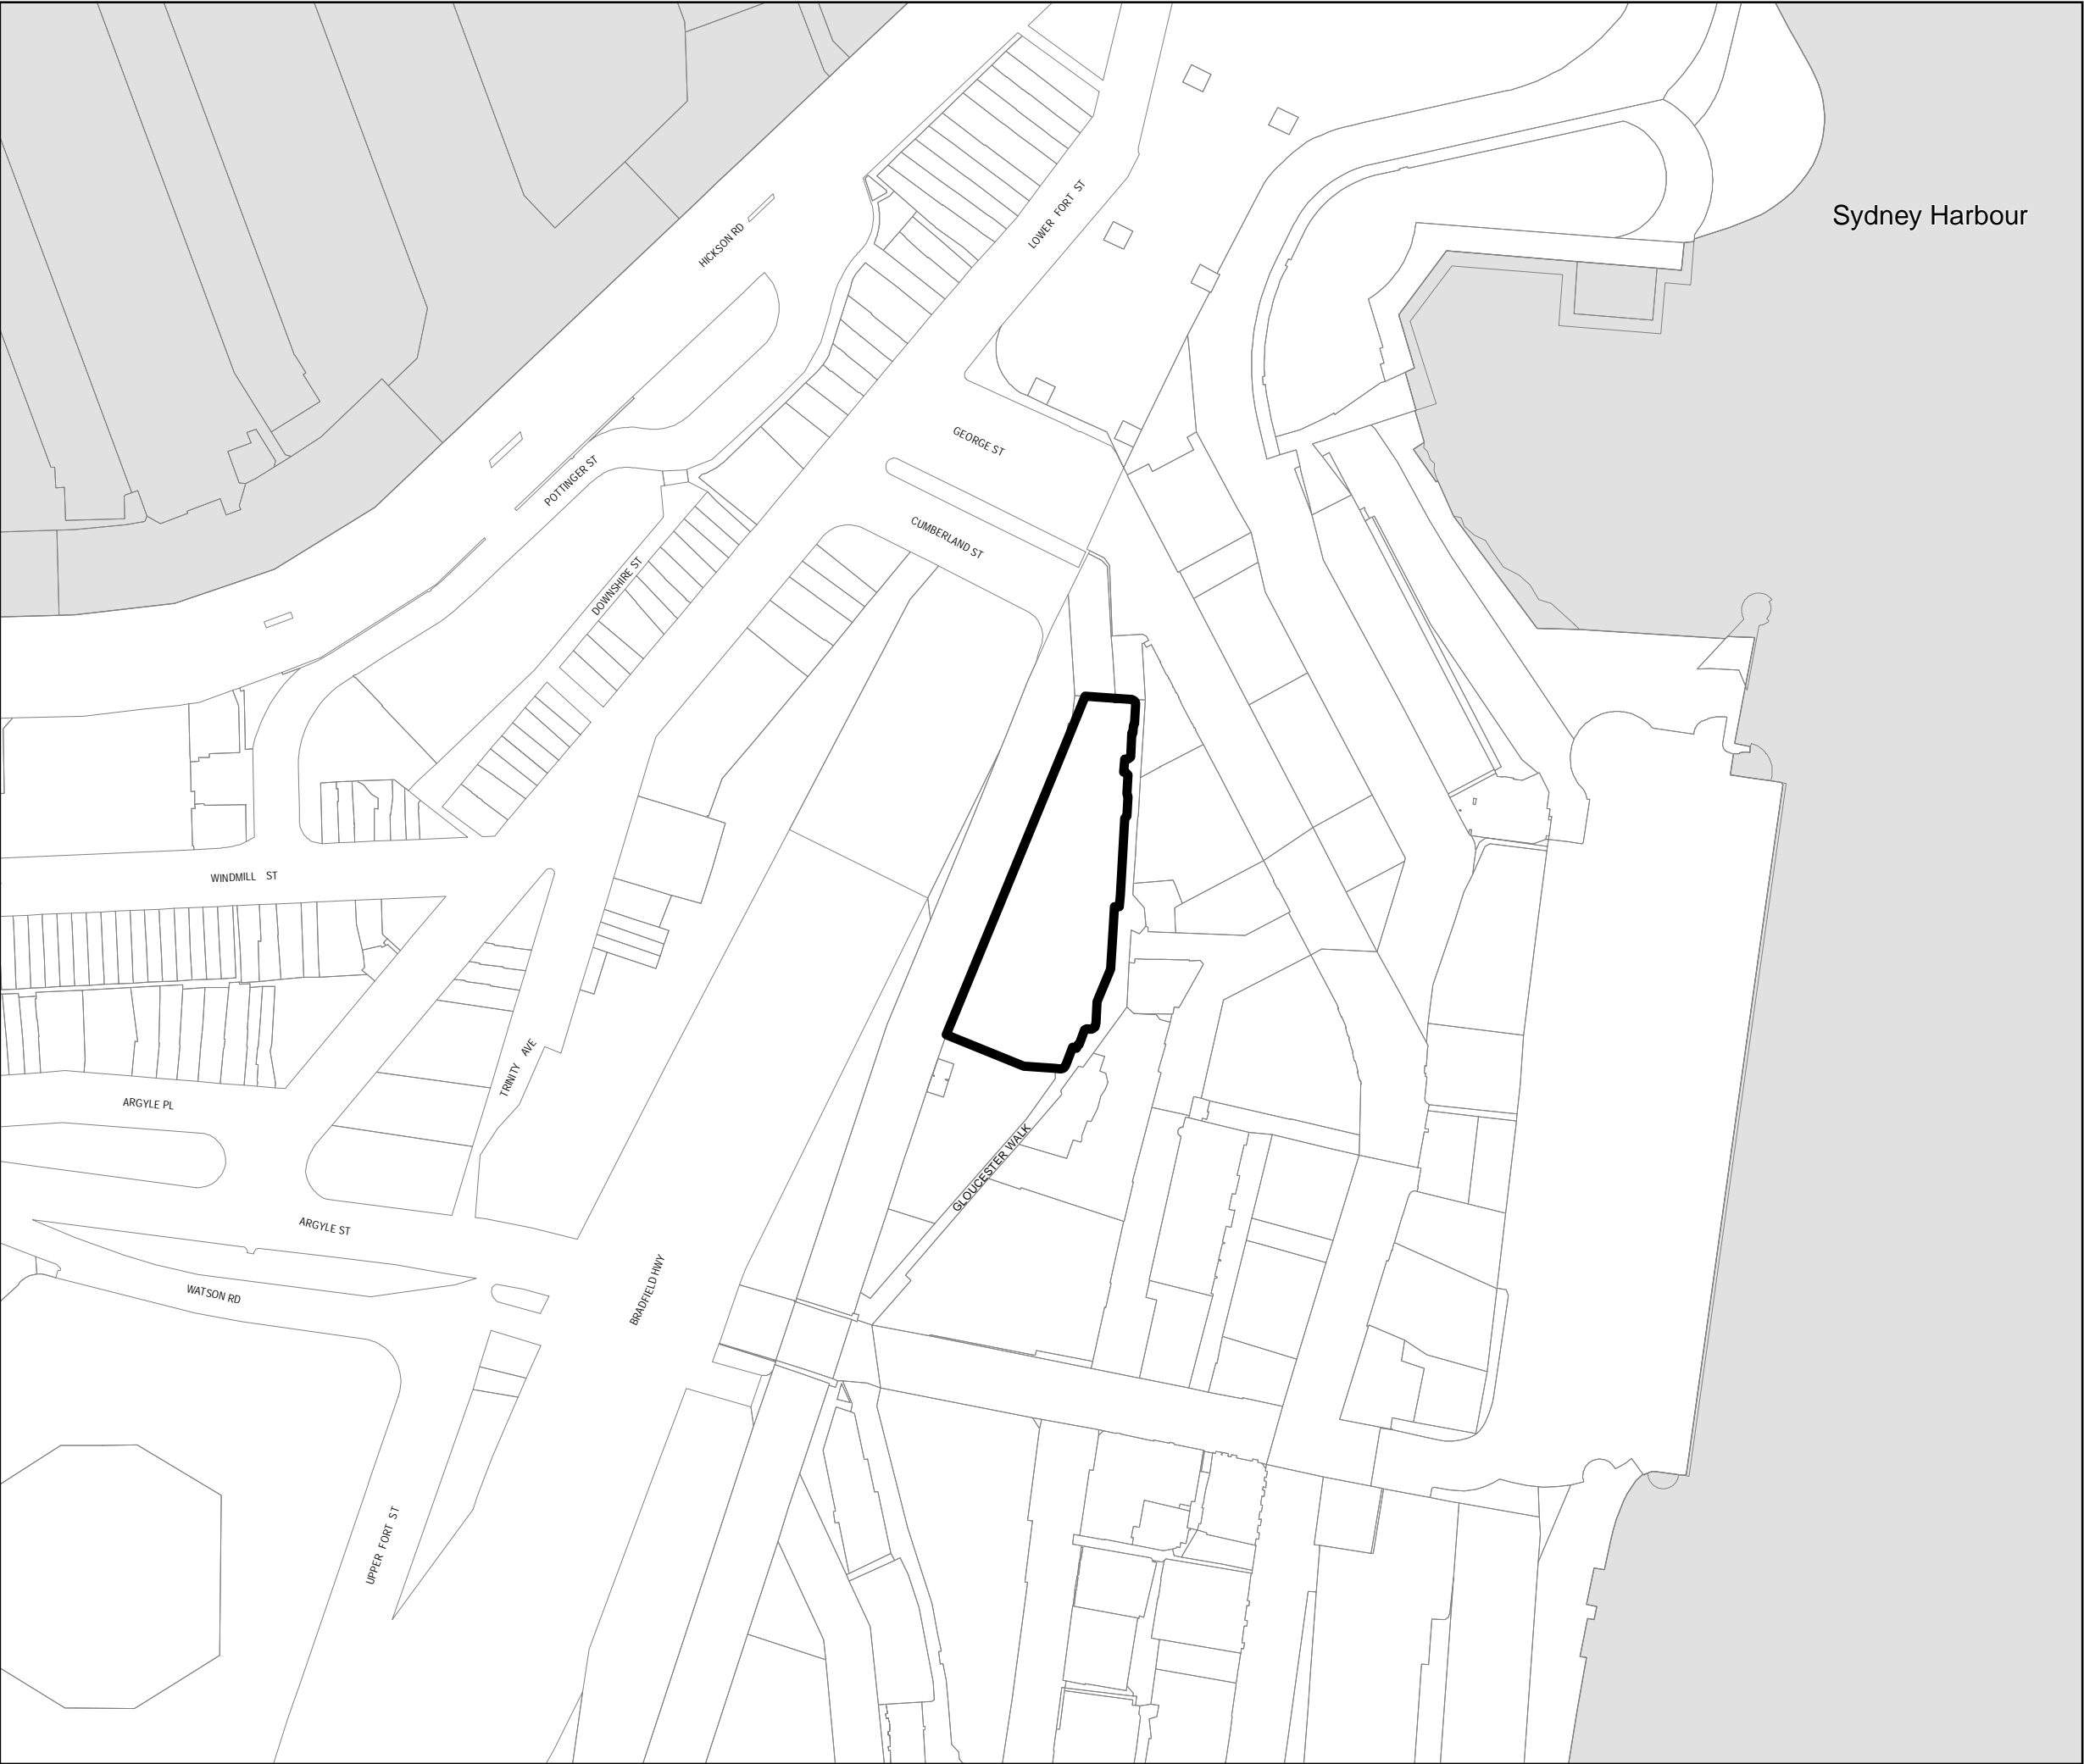 Sydney Harbour
LOWER FORT ST
HICKSON RD
GEORGE ST
POTTINGER ST
CUMBERLAND ST
DOWNSHIRE ST
WINDMILL ST
TRINITY AVE
ARGYLE PL
GLOUCESTER WALK
ARGYLE ST
WATSON RD
BRADFIELD HWY
UPPER FORT ST